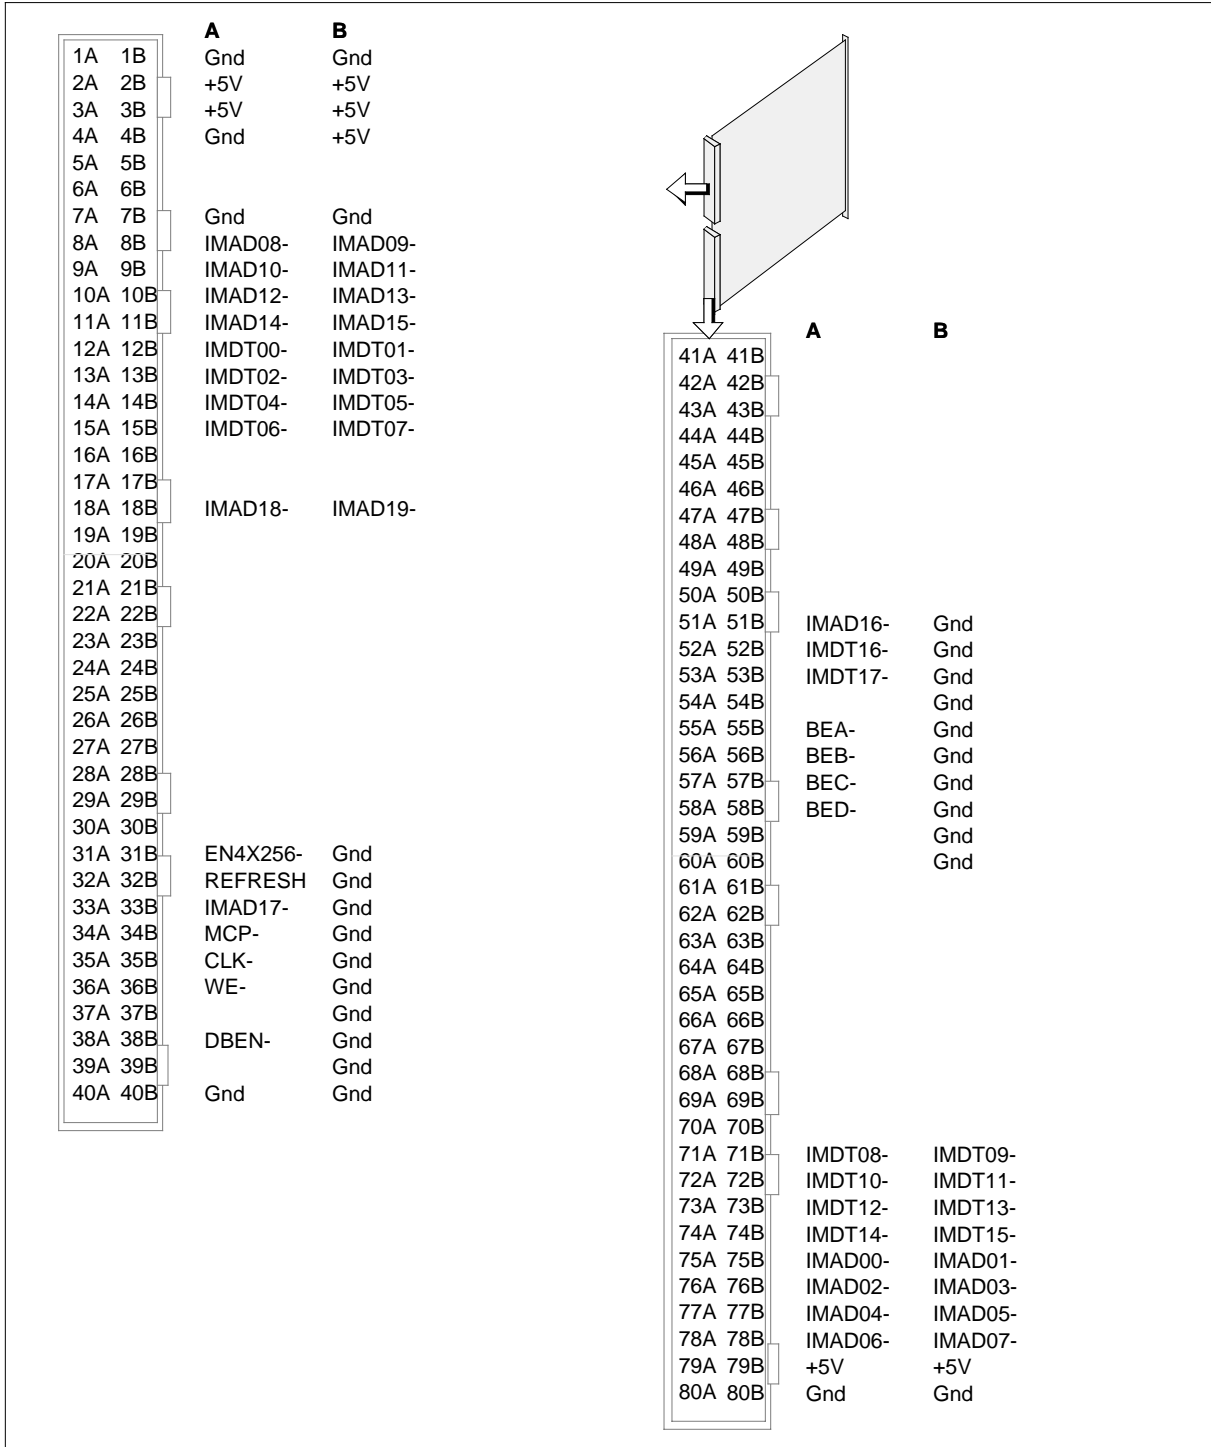 A B
1A 1B Gnd Gnd
2A 2B +5V +5V
3A 3B +5V +5V
4A 4B Gnd +5V
5A 5B
6A 6B
7A 7B Gnd Gnd
8A 8B IMAD08- IMAD09-
9A 9B IMAD10- IMAD11-
10A 10B IMAD12- IMAD13-
11A 11B IMAD14- IMAD15-
12A 12B IMDT00- IMDT01-
13A 13B IMDT02- IMDT03-
14A 14B IMDT04- IMDT05-
15A 15B IMDT06- IMDT07-
16A 16B
17A 17B
18A 18B IMAD18- IMAD19-
19A 19B
20A 20B
21A 21B
22A 22B
23A 23B
24A 24B
25A 25B
26A 26B
27A 27B
28A 28B
29A 29B
30A 30B
31A 31B EN4X256- Gnd
32A 32B REFRESH Gnd
33A 33B IMAD17- Gnd
34A 34B MCP- Gnd
35A 35B CLK- Gnd
36A 36B WE- Gnd
37A 37B Gnd
38A 38B DBEN- Gnd
39A 39B Gnd
40A 40B Gnd Gnd
A B
41A 41B
42A 42B
43A 43B
44A 44B
45A 45B
46A 46B
47A 47B
48A 48B
49A 49B
50A 50B
51A 51B IMAD16- Gnd
52A 52B IMDT16- Gnd
53A 53B IMDT17- Gnd
54A 54B Gnd
55A 55B BEA- Gnd
56A 56B BEB- Gnd
57A 57B BEC- Gnd
58A 58B BED- Gnd
59A 59B Gnd
60A 60B Gnd
61A 61B
62A 62B
63A 63B
64A 64B
65A 65B
66A 66B
67A 67B
68A 68B
69A 69B
70A 70B
71A 71B IMDT08- IMDT09-
72A 72B IMDT10- IMDT11-
73A 73B IMDT12- IMDT13-
74A 74B IMDT14- IMDT15-
75A 75B IMAD00- IMAD01-
76A 76B IMAD02- IMAD03-
77A 77B IMAD04- IMAD05-
78A 78B IMAD06- IMAD07-
79A 79B +5V +5V
80A 80B Gnd Gnd